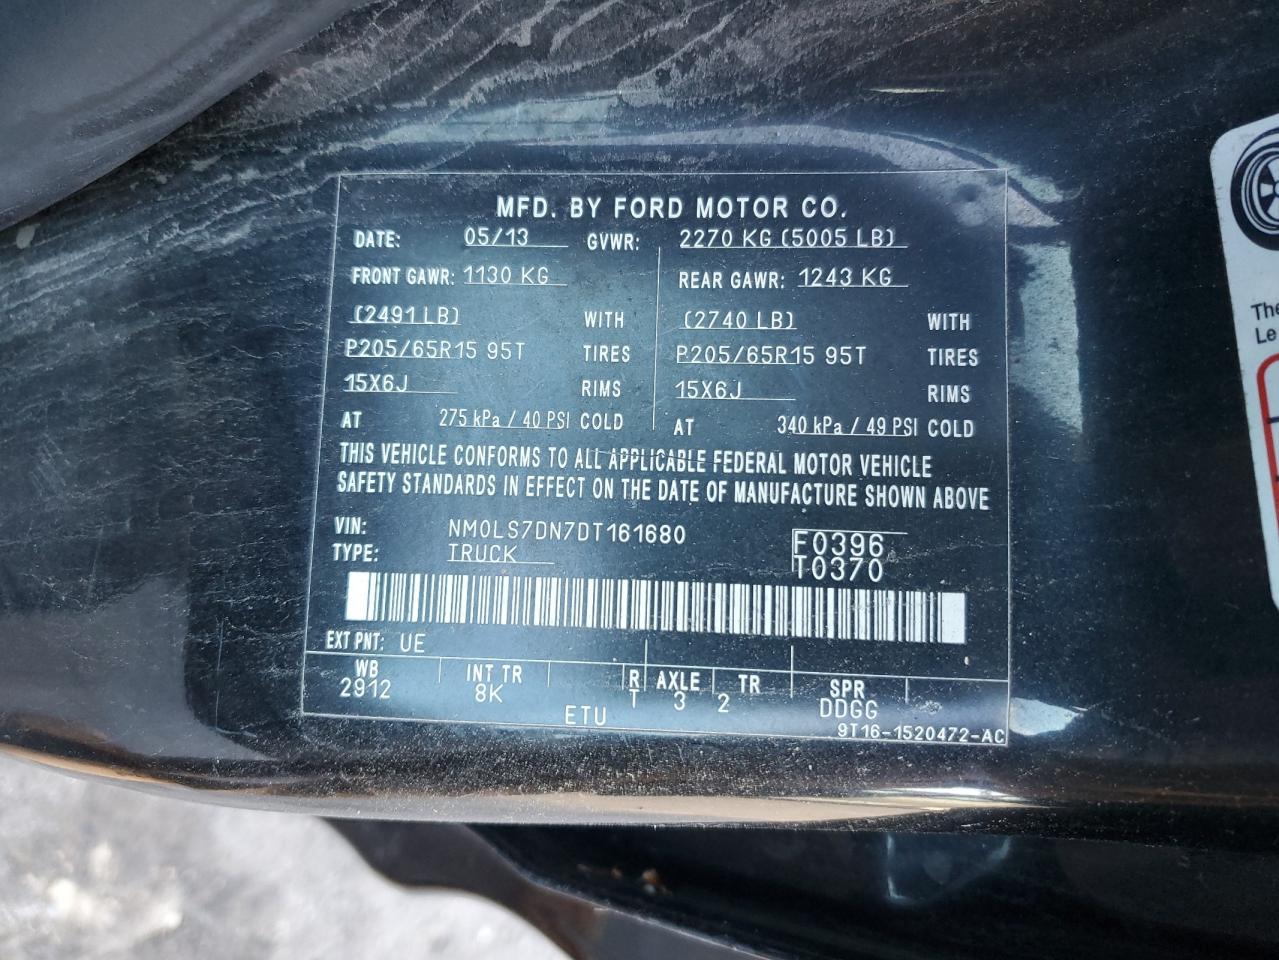 MFD. BY FORD MOTOR CO.
DATE: 05/13 GVWR: 2270 KG (5005 LB)
FRONT GAWR: 1130 KG REAR GAWR: 1243 KG
(2491 LB) WITH (2740 LB) WITH
P205/65R15 95T TIRES P205/65R15 95T TIRES
15X6J RIMS 15X6J RIMS
AT 275 kPa / 40 PSI COLD AT 340 kPa / 49 PSI COLD
THIS VEHICLE CONFORMS TO ALL APPLICABLE FEDERAL MOTOR VEHICLE
SAFETY STANDARDS IN EFFECT ON THE DATE OF MANUFACTURE SHOWN ABOVE
VIN: NM0LS7DN7DT161680 F0396
TYPE: TRUCK T0370
EXT PNT: UE
WB INT TR R AXLE TR SPR
2912 8K T 3 2 DDGG
ETU 9T16-1520472-AC
The
Le